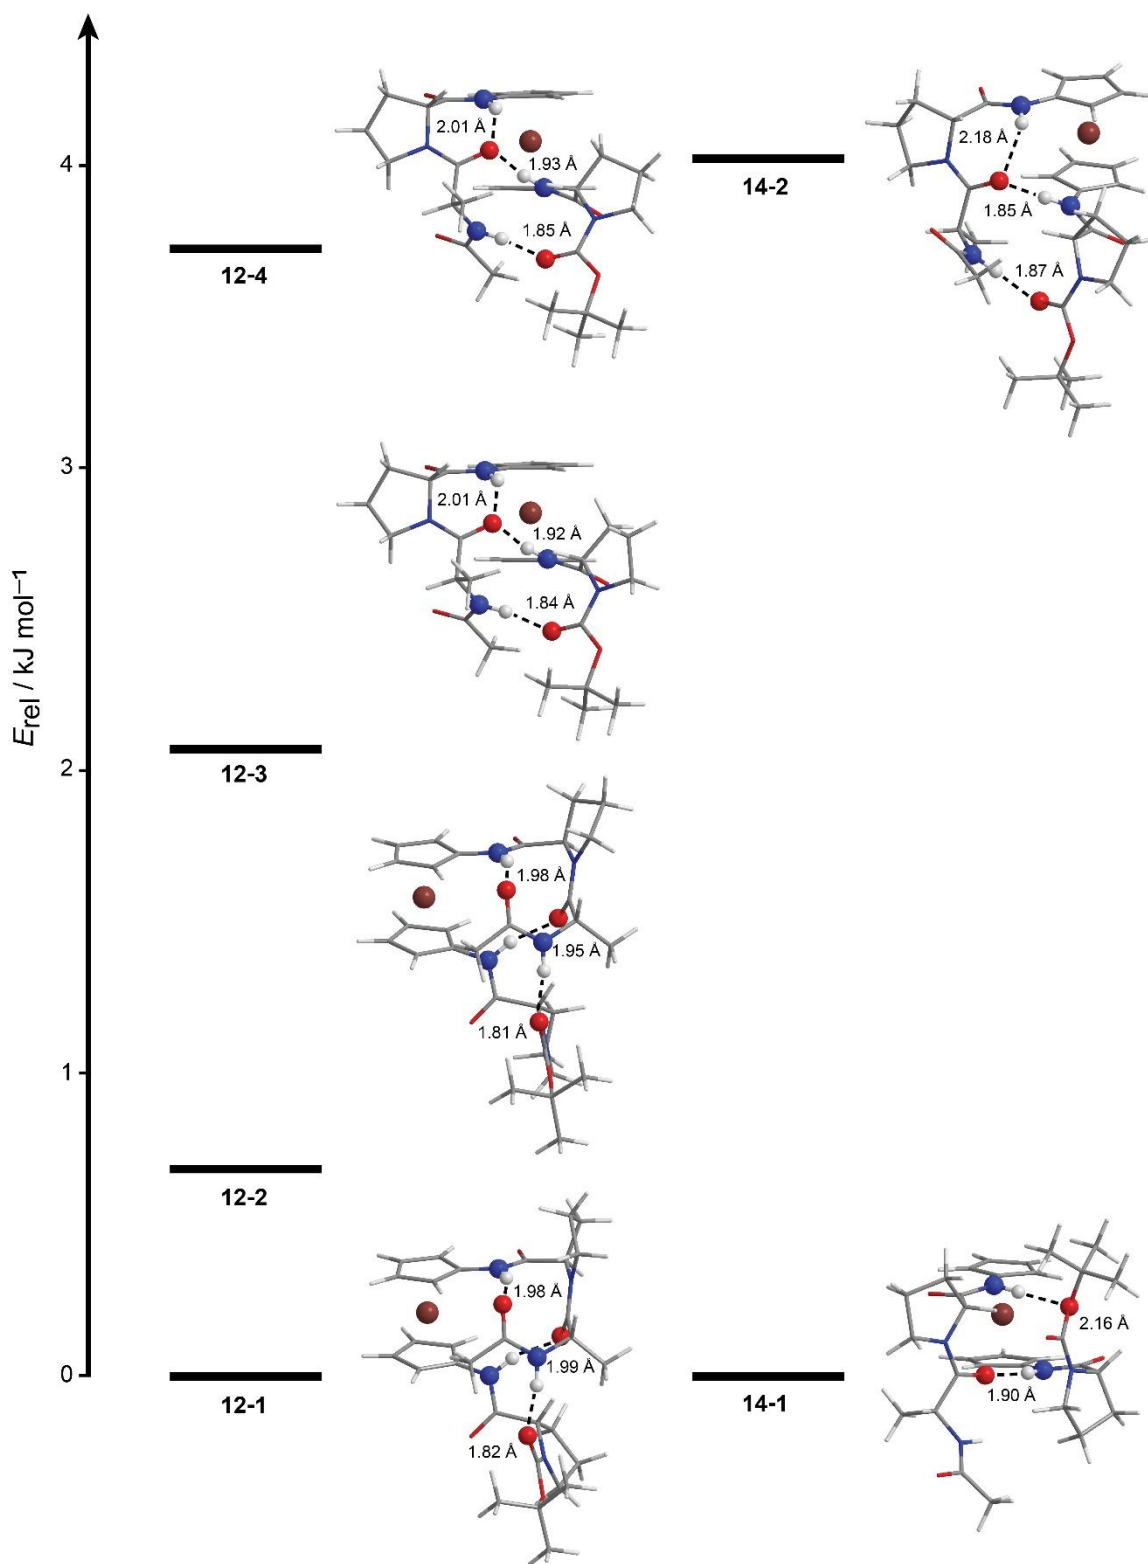 2.01 Å
1.93 Å
1.85 Å
12-4
4
14-2
2.18 Å
1.85 Å
1.87 Å
3
2.01 Å
1.92 Å
1.84 Å
Erel / kJ mol⁻¹
2
12-3
1.98 Å
1.95 Å
1.81 Å
1
12-2
1.98 Å
1.99 Å
1.82 Å
0
12-1
14-1
2.16 Å
1.90 Å